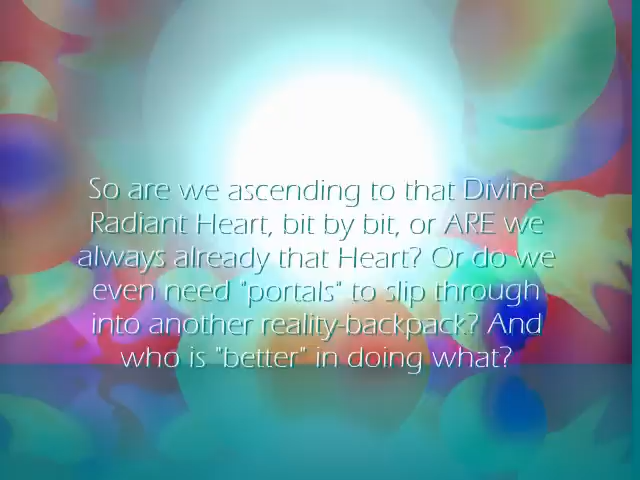 So are we ascending to that Divine
Radiant Heart, bit by bit, or ARE we
always already that Heart? Or do we
even need "portals" to slip through
into another reality-backpack? And
who is "better" in doing what?